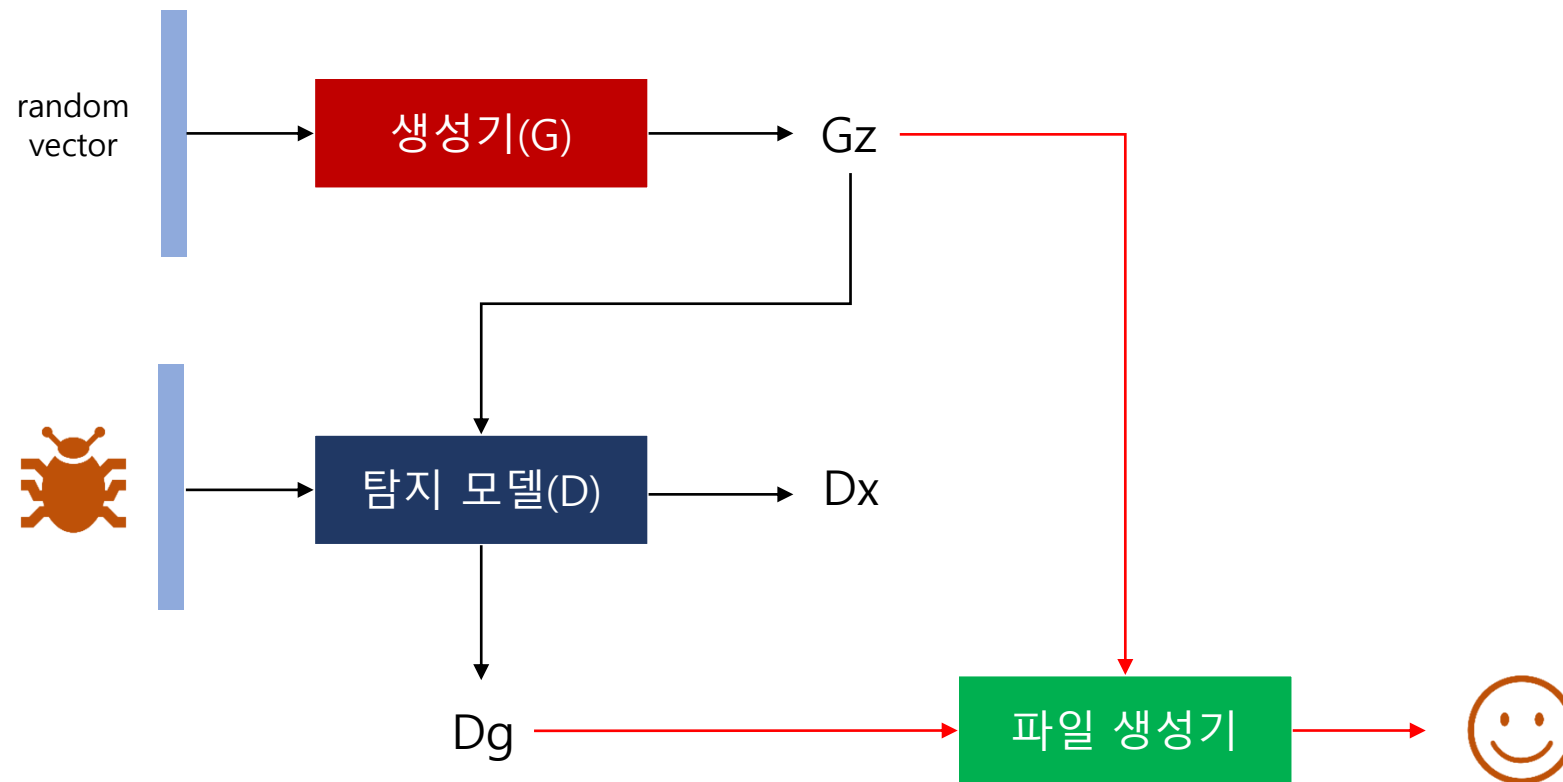 random
vector
생성기(G)
Gz
탐지 모델(D)
Dx
Dg
파일 생성기